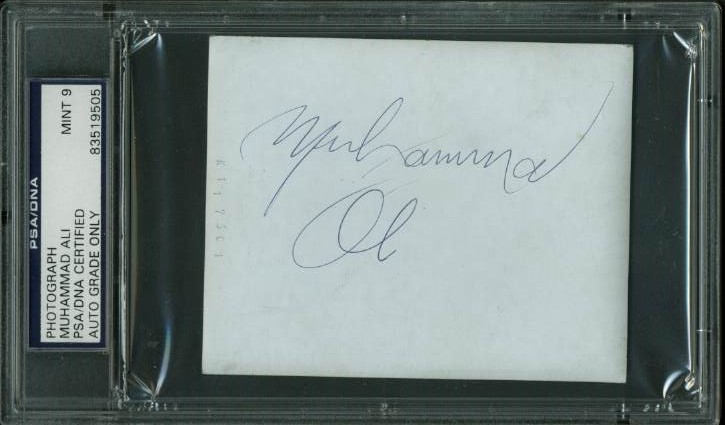 PSA/DNA
PHOTOGRAPH
MUHAMMAD ALI
PSA/DNA CERTIFIED
AUTO GRADE ONLY
MINT 9
83519505
Muhammad
Ali